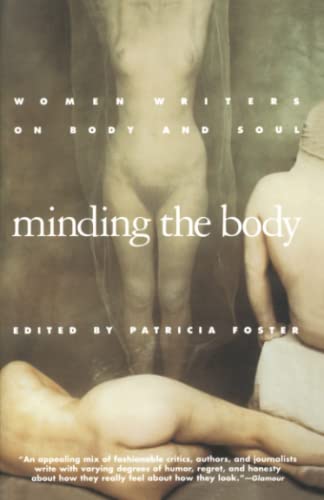 WOMEN WRITERS
ON BODY AND SOUL
minding the body
EDITED BY PATRICIA FOSTER
"An appealing mix of fashionable critics, authors, and journalists
write with varying degrees of humor, regret, and honesty
about how they really feel about how they look."—Glamour